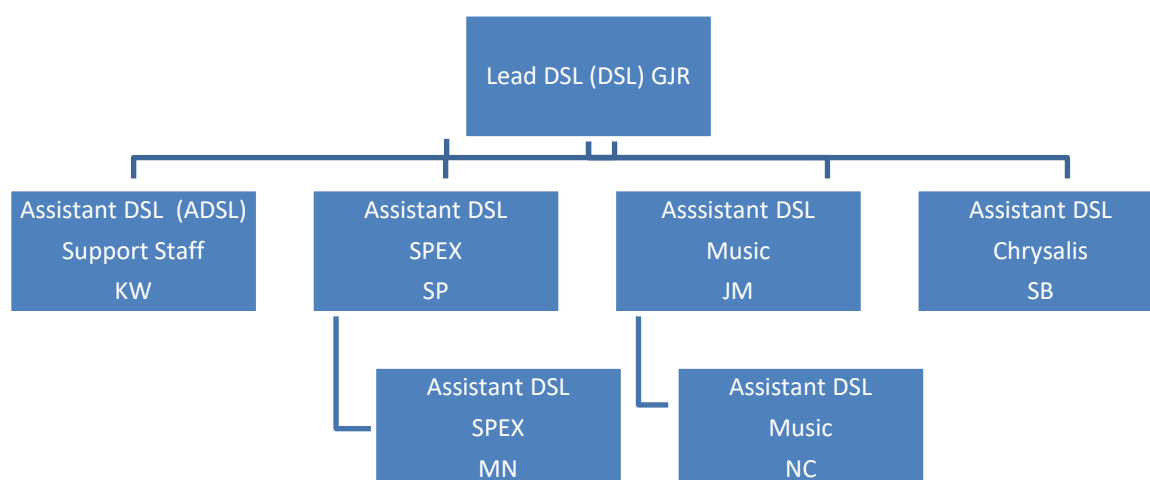 Lead DSL (DSL) GJR
Assistant DSL  (ADSL)
Support Staff
KW
Assistant DSL
SPEX
SP
Asssistant DSL
Music
JM
Assistant DSL
Chrysalis
SB
Assistant DSL
SPEX
MN
Assistant DSL
Music
NC